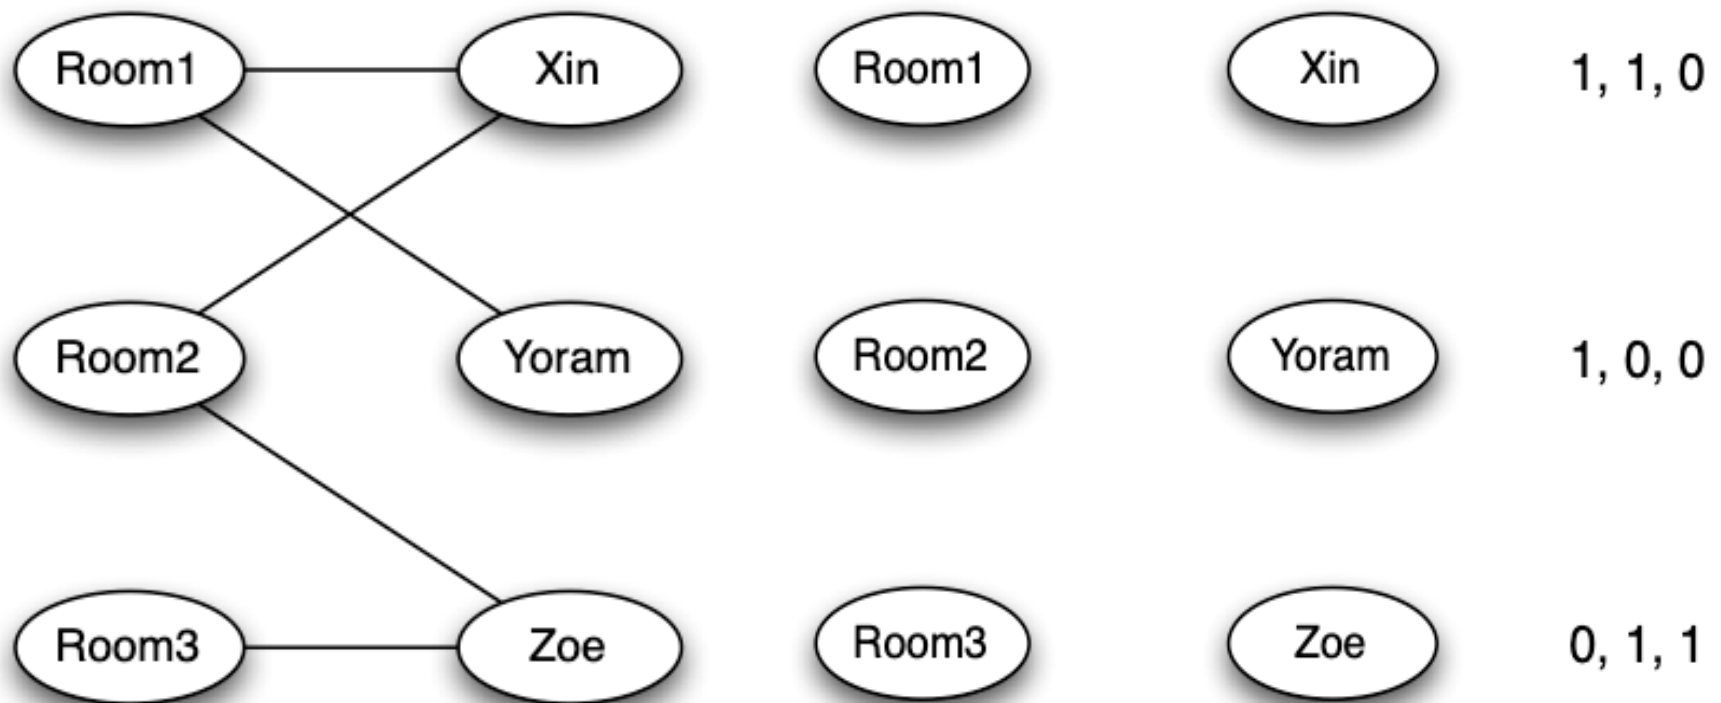 Room1 Xin Room1 Xin 1, 1, 0
Room2 Yoram Room2 Yoram 1, 0, 0
Room3 Zoe Room3 Zoe 0, 1, 1